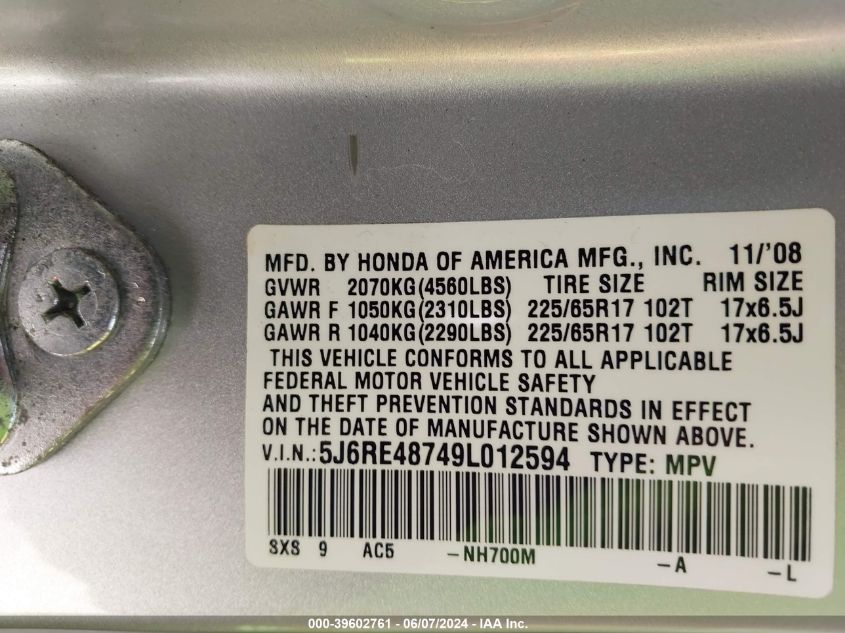 MFD. BY HONDA OF AMERICA MFG., INC. 11/'08
GVWR 2070KG(4560LBS) TIRE SIZE RIM SIZE
GAWR F 1050KG(2310LBS) 225/65R17 102T 17x6.5J
GAWR R 1040KG(2290LBS) 225/65R17 102T 17x6.5J
THIS VEHICLE CONFORMS TO ALL APPLICABLE
FEDERAL MOTOR VEHICLE SAFETY
AND THEFT PREVENTION STANDARDS IN EFFECT
ON THE DATE OF MANUFACTURE SHOWN ABOVE.
V.I.N.:5J6RE48749L012594 TYPE: MPV
SXS 9 AC5 -NH700M -A -L
000-39602761 - 06/07/2024 - IAA Inc.